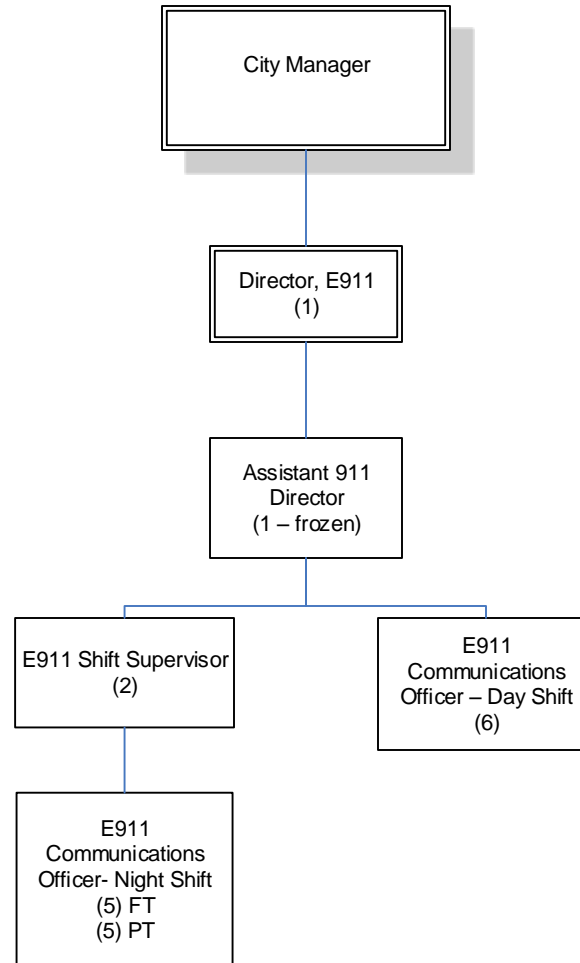 City Manager
Director, E911
(1)
Assistant 911
Director
(1 – frozen)
E911 Shift Supervisor
(2)
E911
Communications
Officer – Day Shift
(6)
E911
Communications
Officer- Night Shift
(5) FT
(5) PT